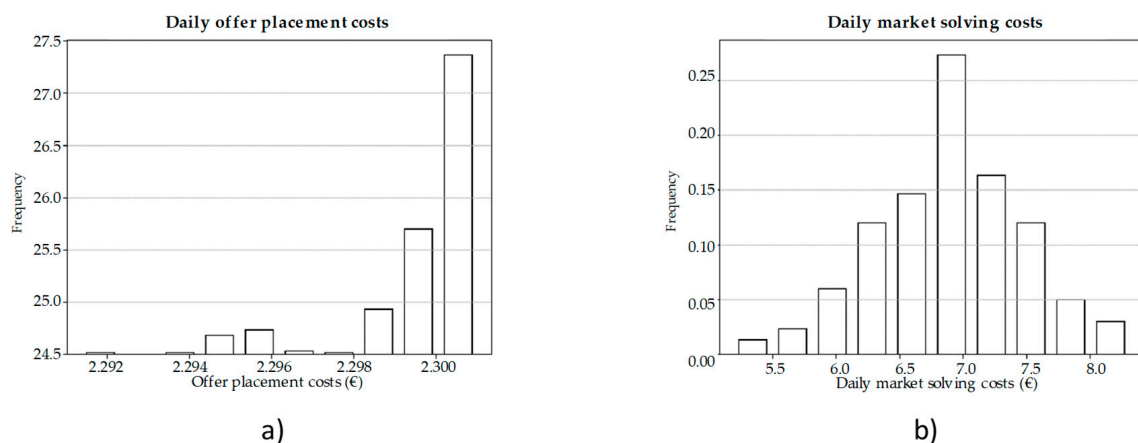 Daily offer placement costs
27.5
27.0
26.5
26.0
25.5
25.0
24.5
Frequency
2.292 2.294 2.296 2.298 2.300
Offer placement costs (€)
a)
Daily market solving costs
0.25
0.20
0.15
0.10
0.05
0.00
Frequency
5.5 6.0 6.5 7.0 7.5 8.0
Daily market solving costs (€)
b)